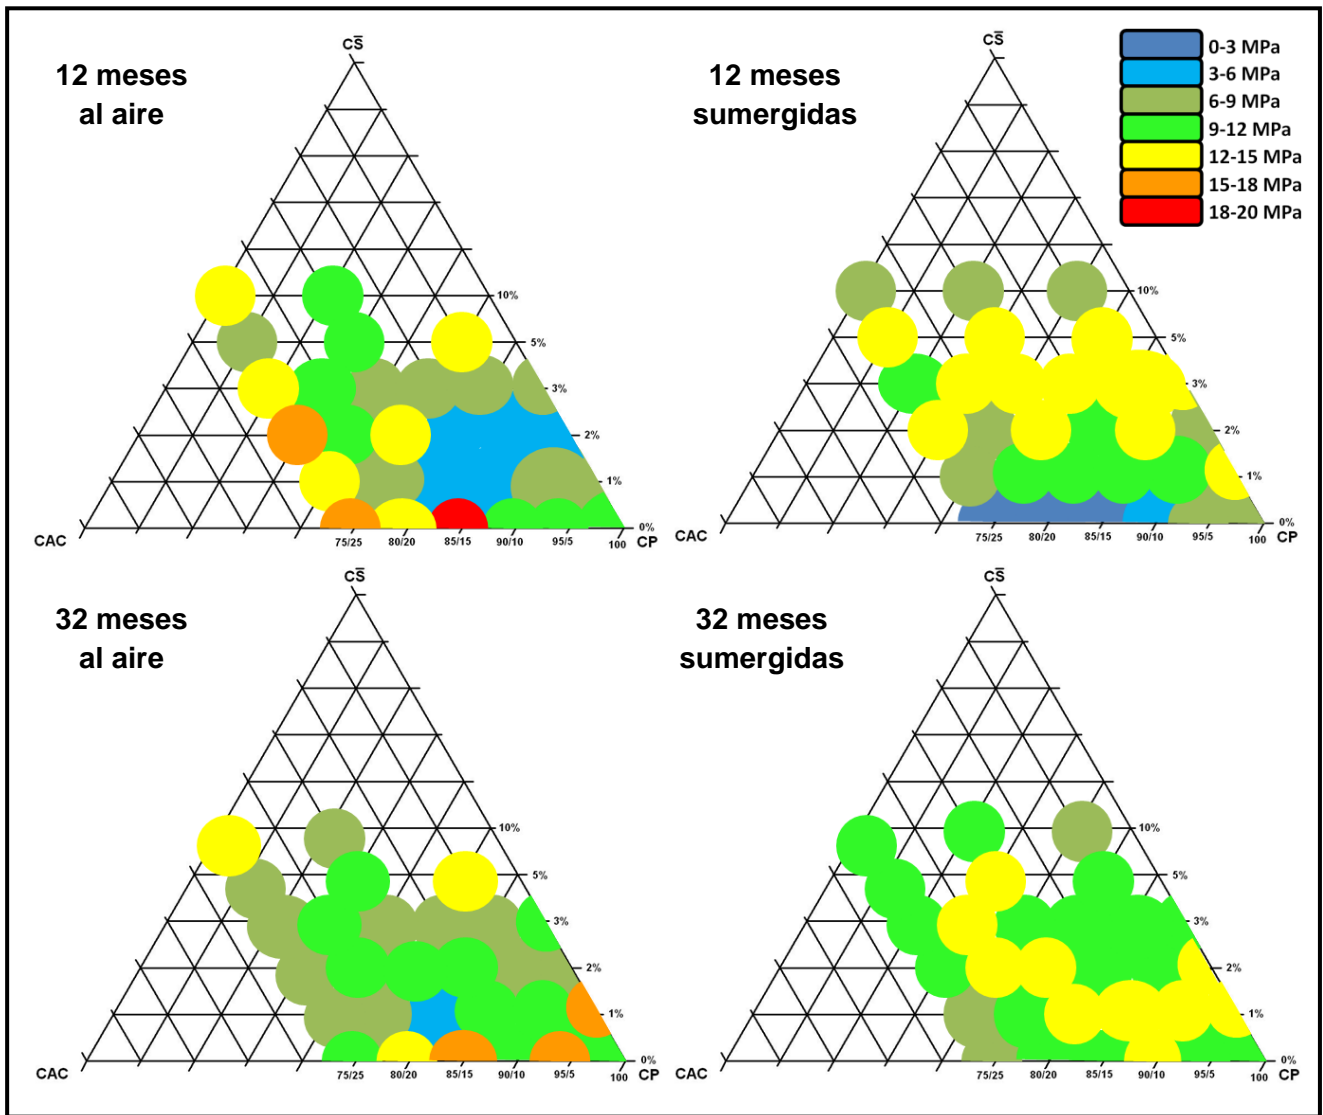 12 meses
al aire
CS̅
10%
5%
3%
2%
1%
0%
CAC
75/25
80/20
85/15
90/10
95/5
100
CP
12 meses
sumergidas
CS̅
0-3 MPa
3-6 MPa
6-9 MPa
9-12 MPa
12-15 MPa
15-18 MPa
18-20 MPa
10%
5%
3%
2%
1%
0%
CAC
75/25
80/20
85/15
90/10
95/5
100
CP
32 meses
al aire
CS̅
10%
5%
3%
2%
1%
0%
CAC
75/25
80/20
85/15
90/10
95/5
100
CP
32 meses
sumergidas
CS̅
10%
5%
3%
2%
1%
0%
CAC
75/25
80/20
85/15
90/10
95/5
100
CP